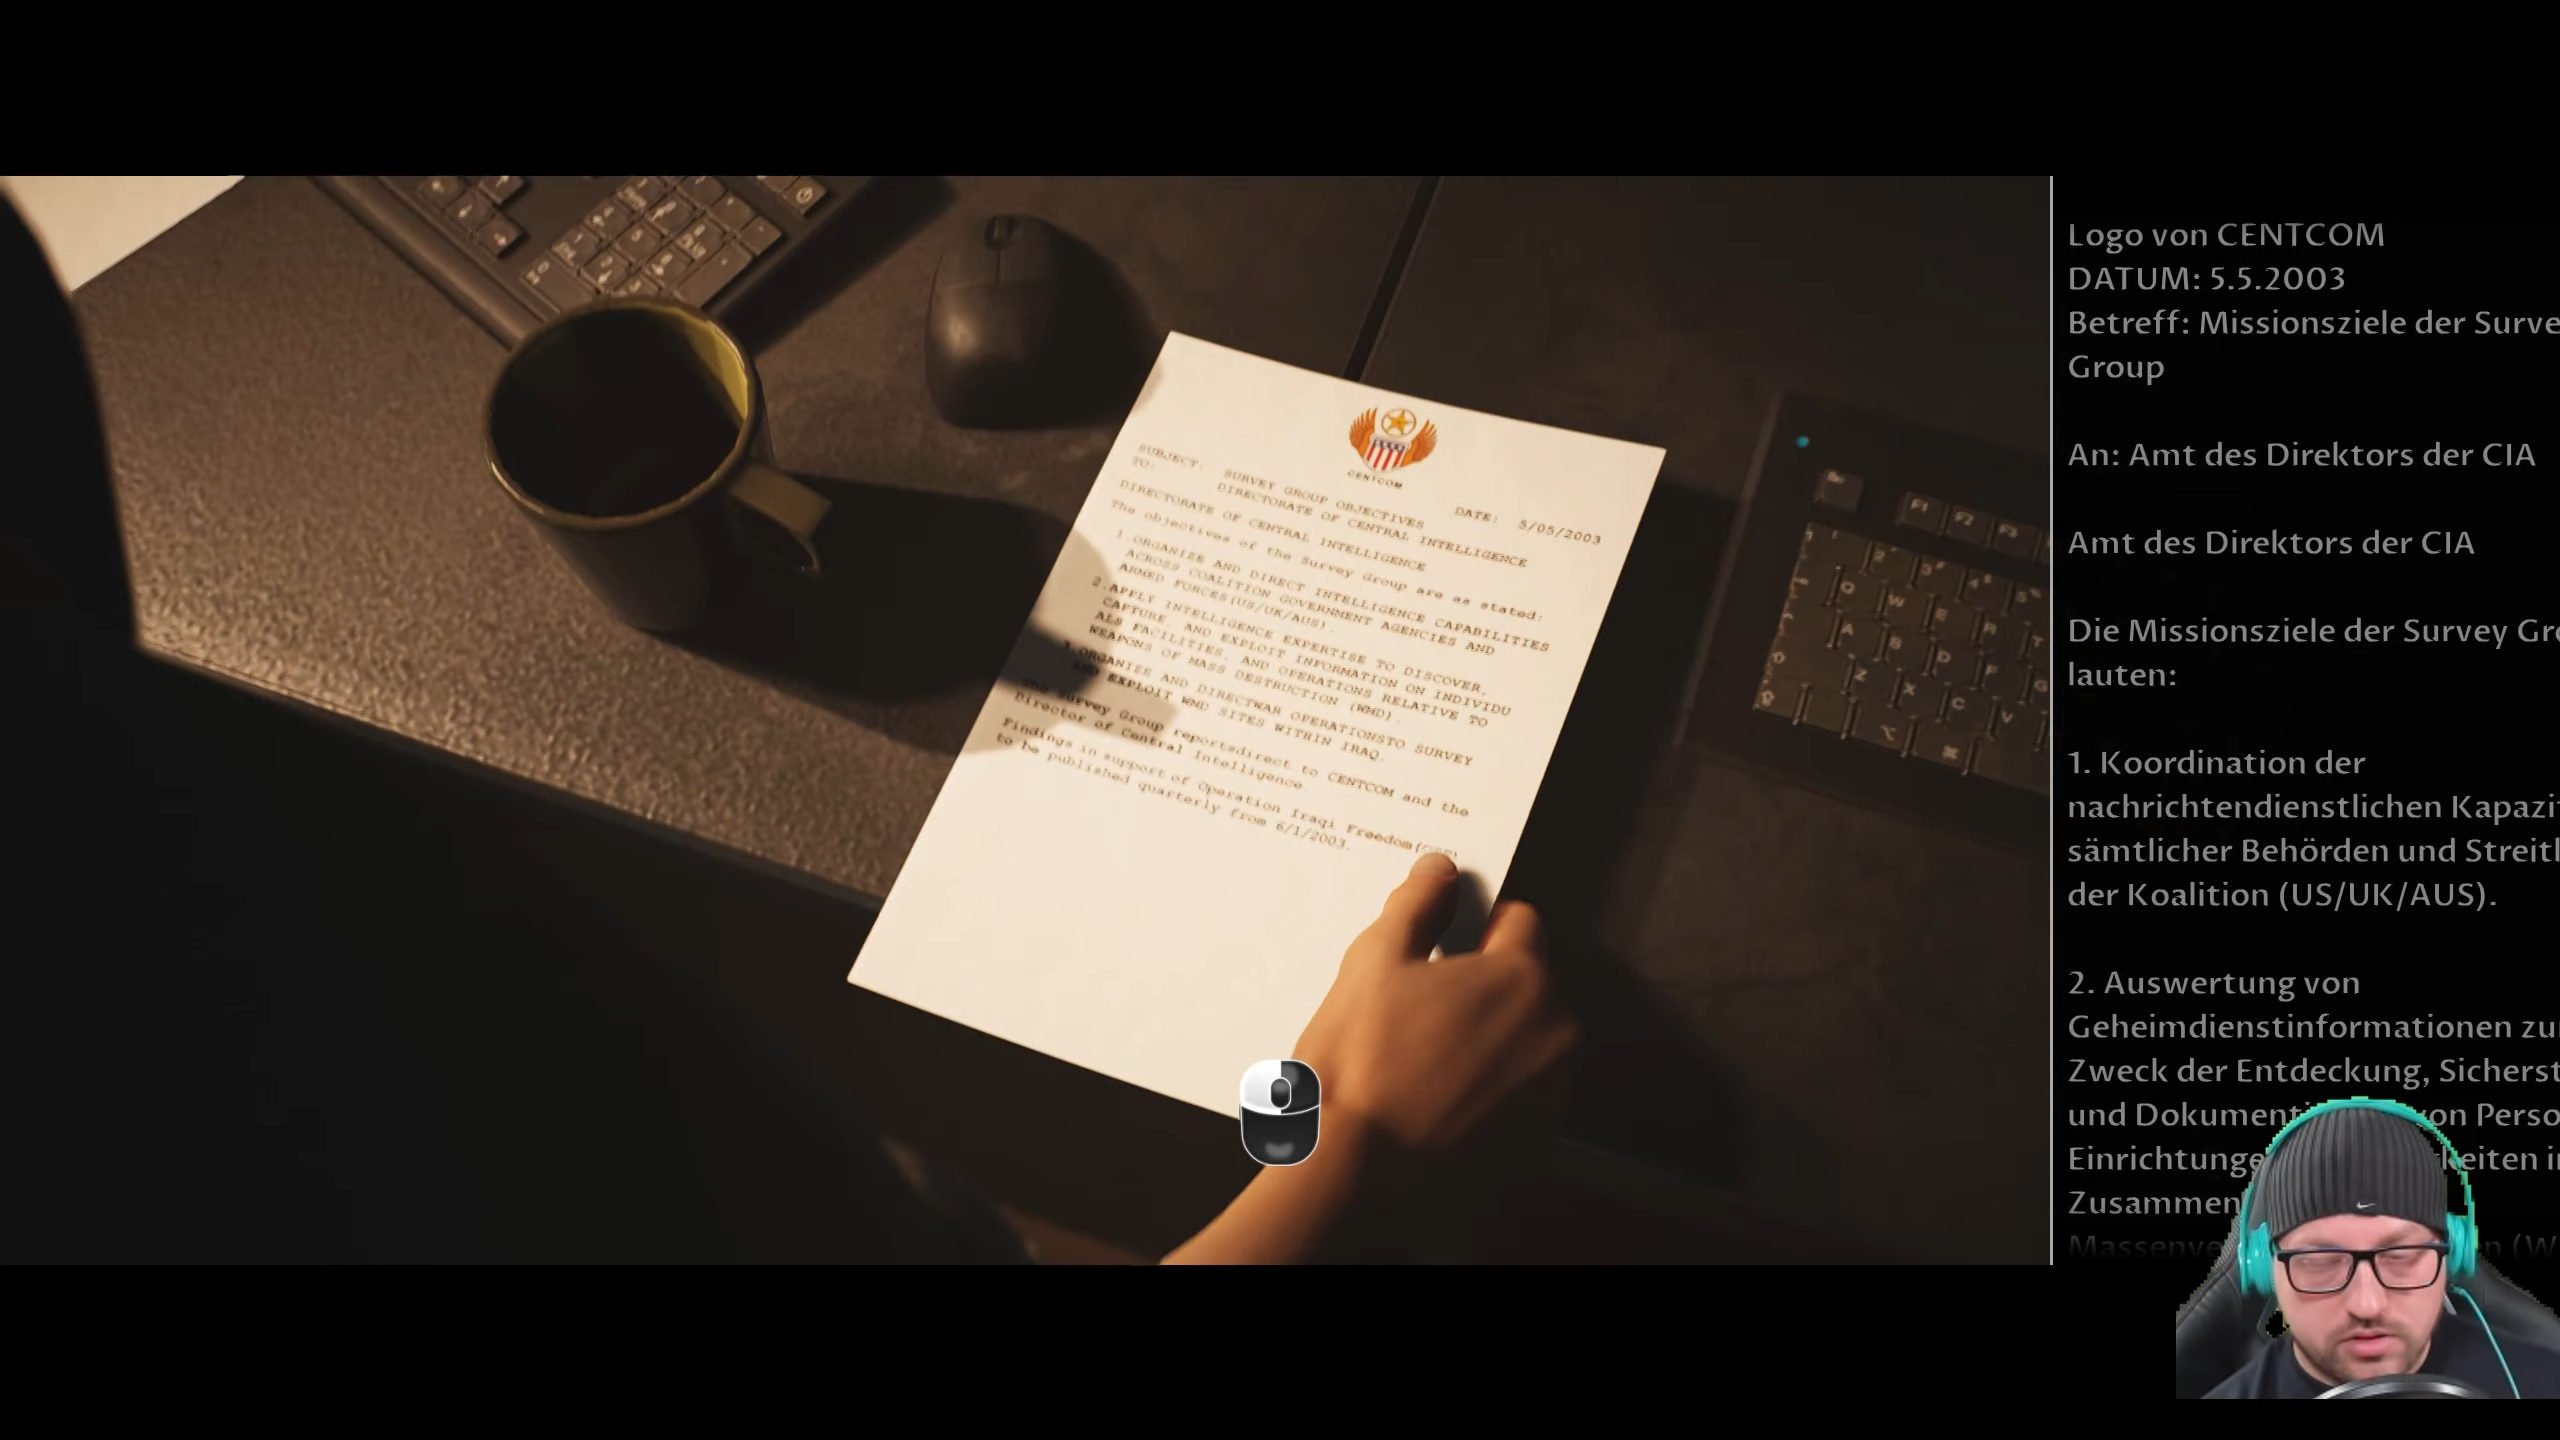 CENTCOM
SUBJECT: SURVEY GROUP OBJECTIVES DATE: 5/05/2003
TO: DIRECTORATE OF CENTRAL INTELLIGENCE
DIRECTORATE OF CENTRAL INTELLIGENCE
The objectives of the Survey Group are as stated:
1.ORGANIZE AND DIRECT INTELLIGENCE CAPABILITIES
ACROSS COALITION GOVERNMENT AGENCIES AND
ARMED FORCES(US/UK/AUS).
2.APPLY INTELLIGENCE EXPERTISE TO DISCOVER,
CAPTURE, AND EXPLOIT INFORMATION ON INDIVIDU
ALS FACILITIES, AND OPERATIONS RELATIVE TO
WEAPONS OF MASS DESTRUCTION (WMD).
3.ORGANIZE AND DIRECTWAR OPERATIONSTO SURVEY
AND EXPLOIT WMD SITES WITHIN IRAQ.
The Survey Group reportsdirect to CENTCOM and the
Director of Central Intelligence.
Findings in support of Operation Iraqi Freedom(
to be published quarterly from 6/1/2003.
F1 F2 F3
Q W E R T
A S D F G
Z X C V
Logo von CENTCOM
DATUM: 5.5.2003
Betreff: Missionsziele der Surve
Group
An: Amt des Direktors der CIA
Amt des Direktors der CIA
Die Missionsziele der Survey Gro
lauten:
1. Koordination der
nachrichtendienstlichen Kapazi
sämtlicher Behörden und Streit
der Koalition (US/UK/AUS).
2. Auswertung von
Geheimdienstinformationen zu
Zweck der Entdeckung, Sicherst
und Dokument on Perso
Einrichtunge keiten i
Zusammen
Massenve n (W